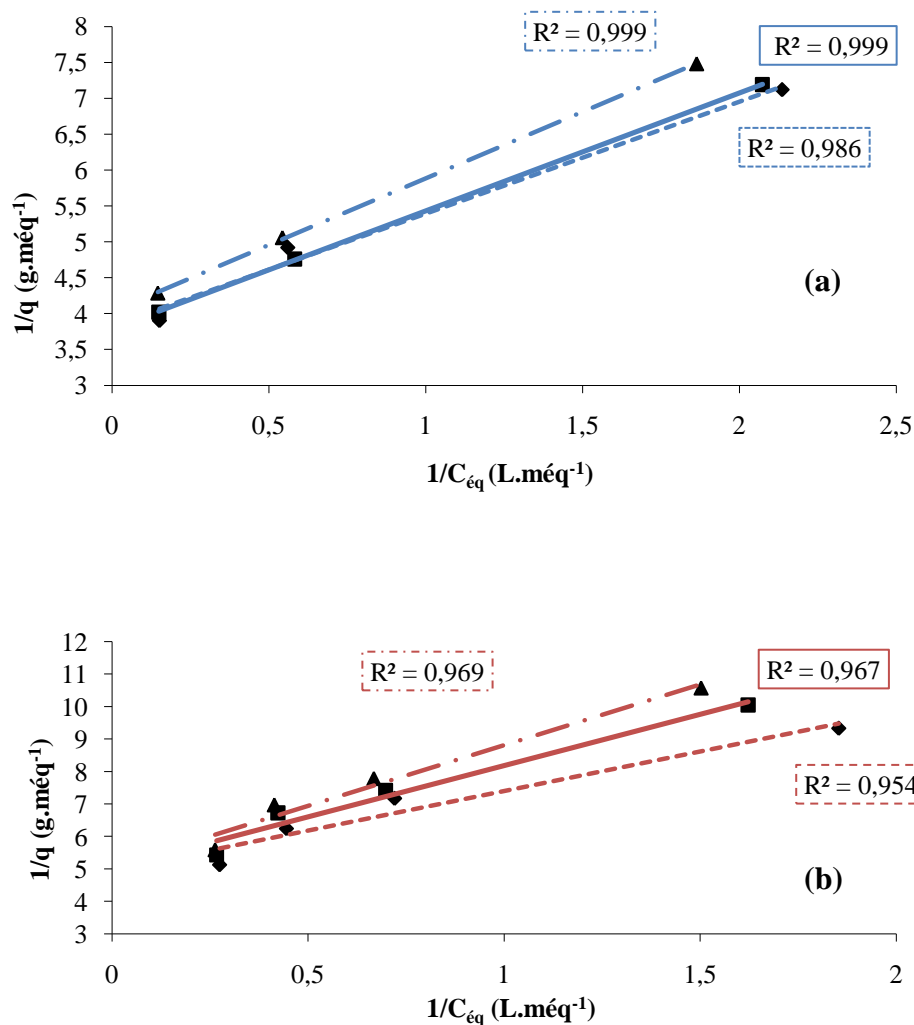 8
7,5
7
6,5
6
5,5
5
4,5
4
3,5
3
R² = 0,999
R² = 0,999
R² = 0,986
(a)
1/q (g.méq⁻¹)
0 0,5 1 1,5 2 2,5
1/Céq (L.méq⁻¹)
12
11
10
9
8
7
6
5
4
3
R² = 0,969
R² = 0,967
R² = 0,954
(b)
1/q (g.méq⁻¹)
0 0,5 1 1,5 2
1/Céq (L.méq⁻¹)